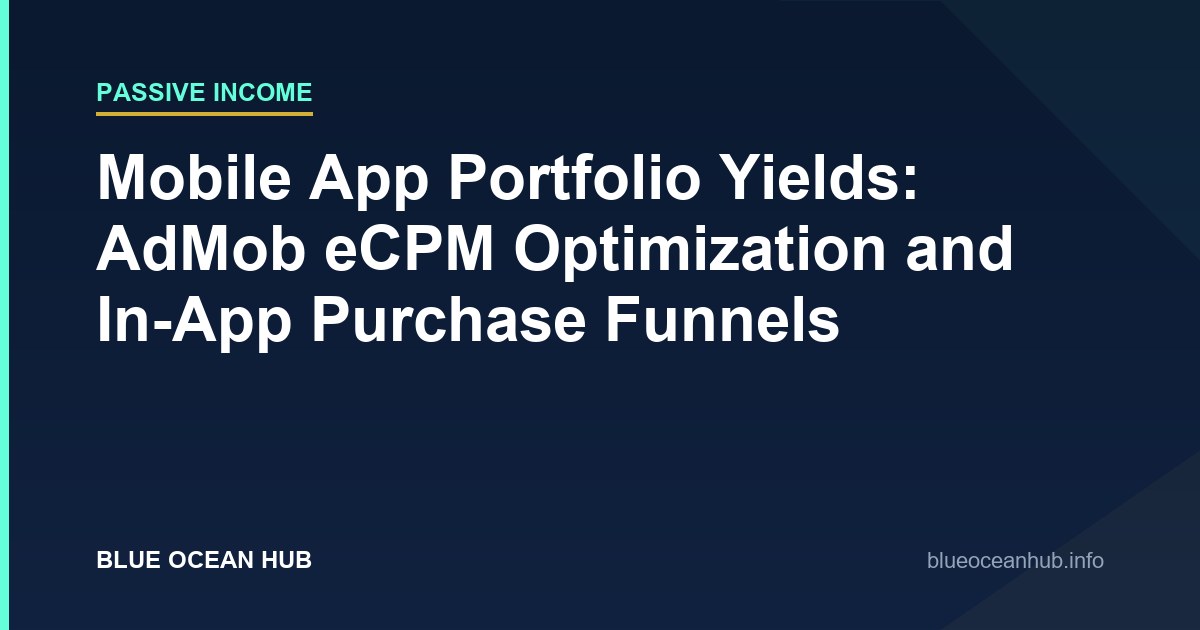 PASSIVE INCOME
Mobile App Portfolio Yields:
AdMob eCPM Optimization and
In-App Purchase Funnels
BLUE OCEAN HUB
blueoceanhub.info